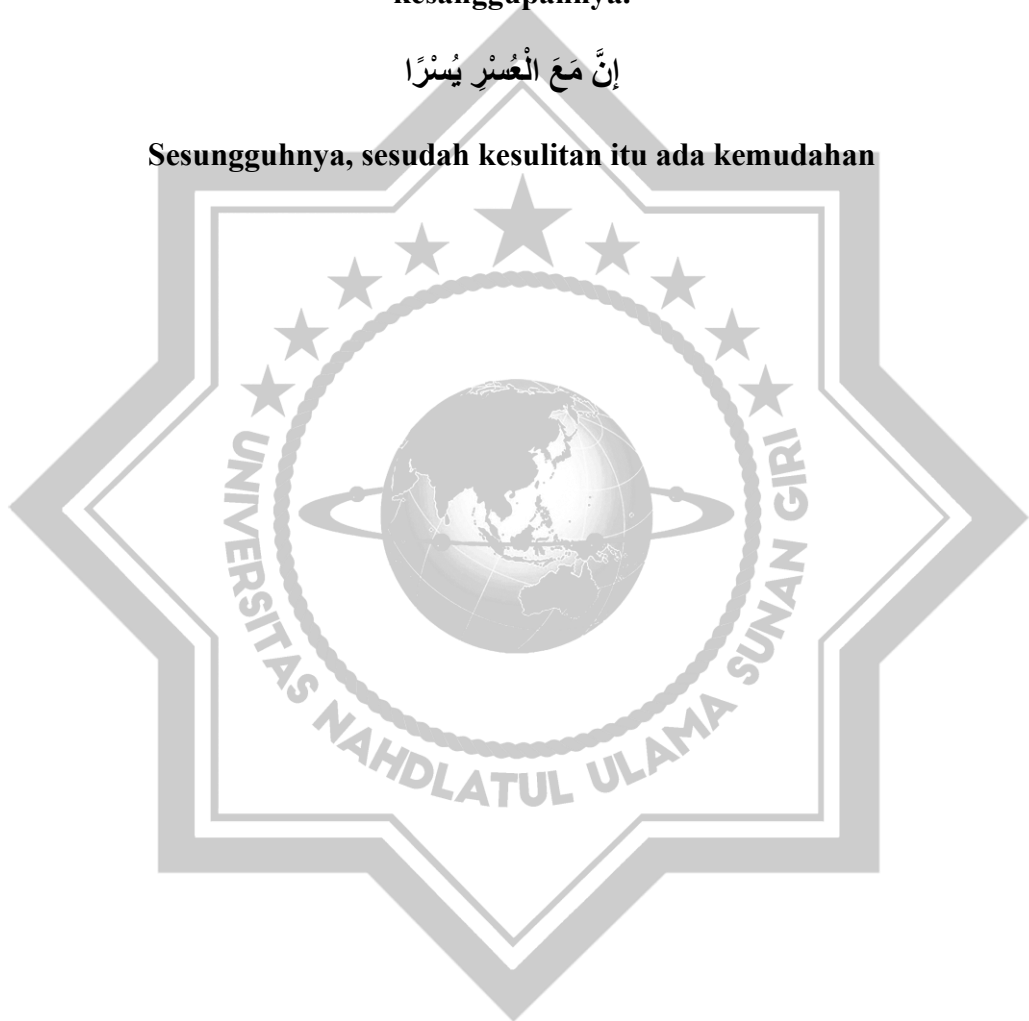 kesanggupannya.
إِنَّ مَعَ الْعُسْرِ يُسْرًا
Sesungguhnya, sesudah kesulitan itu ada kemudahan
UNIVERSITAS NAHDLATUL ULAMA SUNAN GIRI